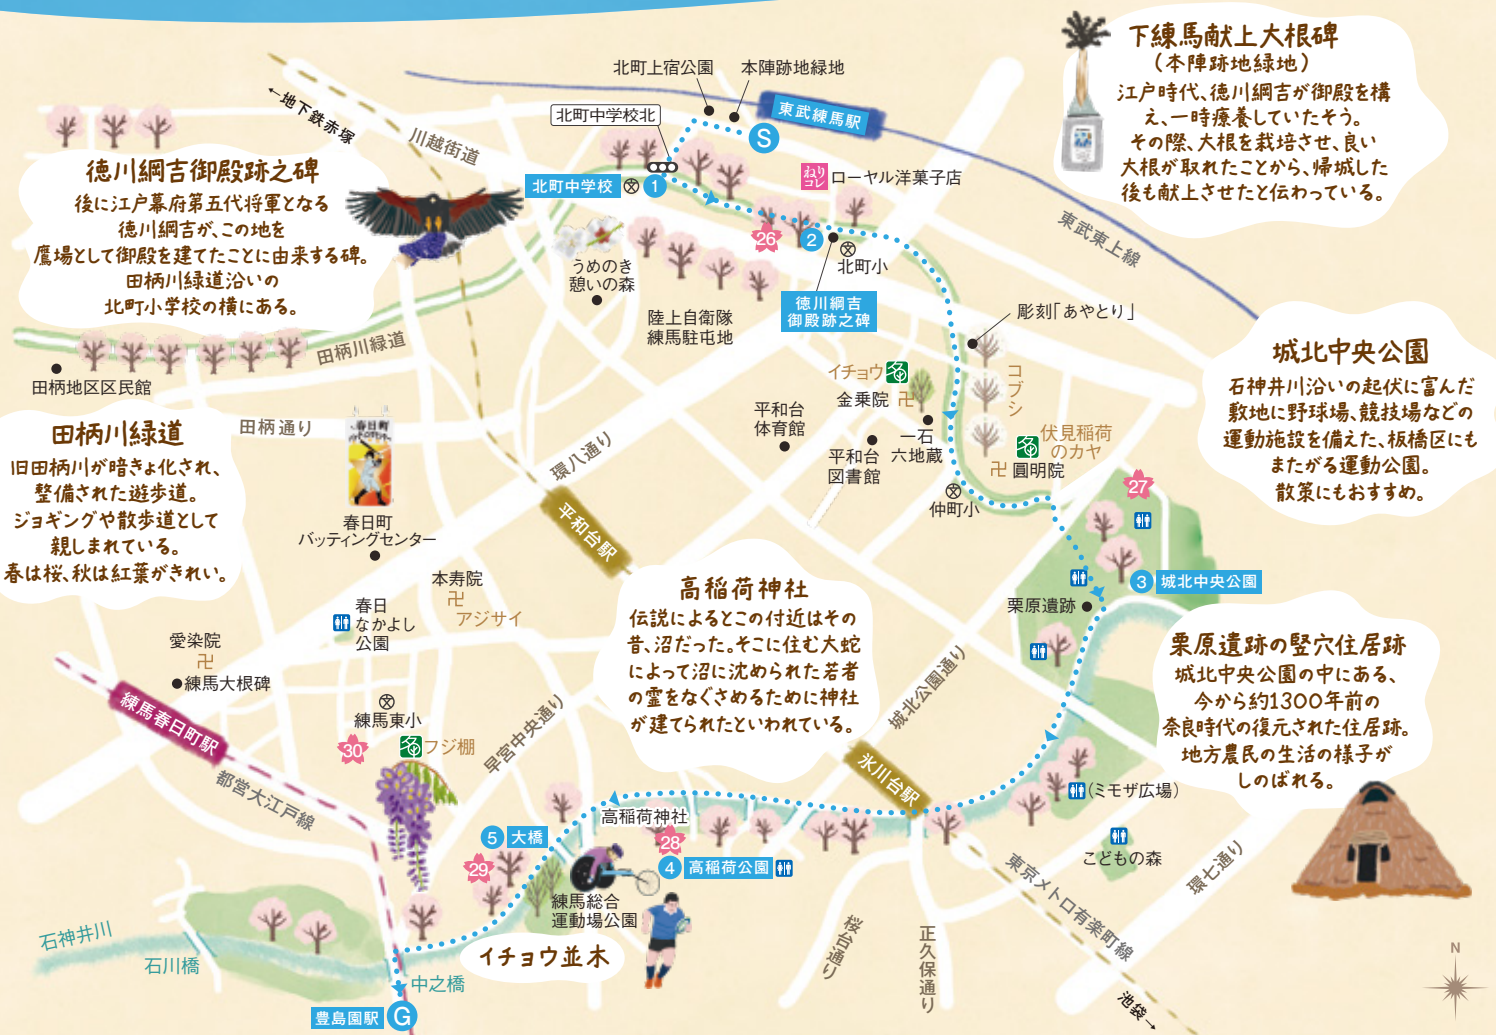 下練馬献上大根碑
(本陣跡地緑地)
江戸時代、徳川綱吉が御殿を構
え、一時療養していたそう。
その際、大根を栽培させ、良い
大根が取れたことから、帰城した
後も献上させたと伝わっている。
北町上宿公園
本陣跡地緑地
東武練馬駅
S
北町中学校北
←地下鉄赤塚
川越街道
北町中学校
1
ねりコレ
ローヤル洋菓子店
26
2
北町小
東武東上線
徳川綱吉御殿跡之碑
後に江戸幕府第五代将軍となる
徳川綱吉が、この地を
鷹場として御殿を建てたことに由来する碑。
田柄川緑道沿いの
北町小学校の横にある。
うめのき
憩いの森
陸上自衛隊
練馬駐屯地
徳川綱吉
御殿跡之碑
彫刻「あやとり」
田柄川緑道
田柄地区区民館
城北中央公園
石神井川沿いの起伏に富んだ
敷地に野球場、競技場などの
運動施設を備えた、板橋区にも
またがる運動公園。
散策にもおすすめ。
イチョウ
名
金乗院
卍
コブシ
平和台
体育館
平和台
図書館
一石
六地蔵
名
伏見稲荷
のカヤ
卍
圓明院
仲町小
27
田柄川緑道
旧田柄川が暗きょ化され、
整備された遊歩道。
ジョギングや散歩道として
親しまれている。
春は桜、秋は紅葉がきれい。
田柄通り
春日町
春日町
バッティングセンター
環八通り
平和台駅
本寿院
卍
アジサイ
春日
なかよし
公園
愛染院
卍
練馬大根碑
練馬春日町駅
練馬東小
30
名
フジ棚
都営大江戸線
早宮中央通り
高稲荷神社
伝説によるとこの付近はその
昔、沼だった。そこに住む大蛇
によって沼に沈められた若者
の霊をなぐさめるために神社
が建てられたといわれている。
城北公園通り
氷川台駅
栗原遺跡
3
城北中央公園
栗原遺跡の竪穴住居跡
城北中央公園の中にある、
今から約1300年前の
奈良時代の復元された住居跡。
地方農民の生活の様子が
しのばれる。
(ミモザ広場)
こどもの森
環七通り
東京メトロ有楽町線
池袋→
高稲荷神社
28
4
高稲荷公園
5
大橋
29
練馬総合
運動場公園
イチョウ並木
桜台通り
正久保通り
石神井川
石川橋
中之橋
豊島園駅
G
N